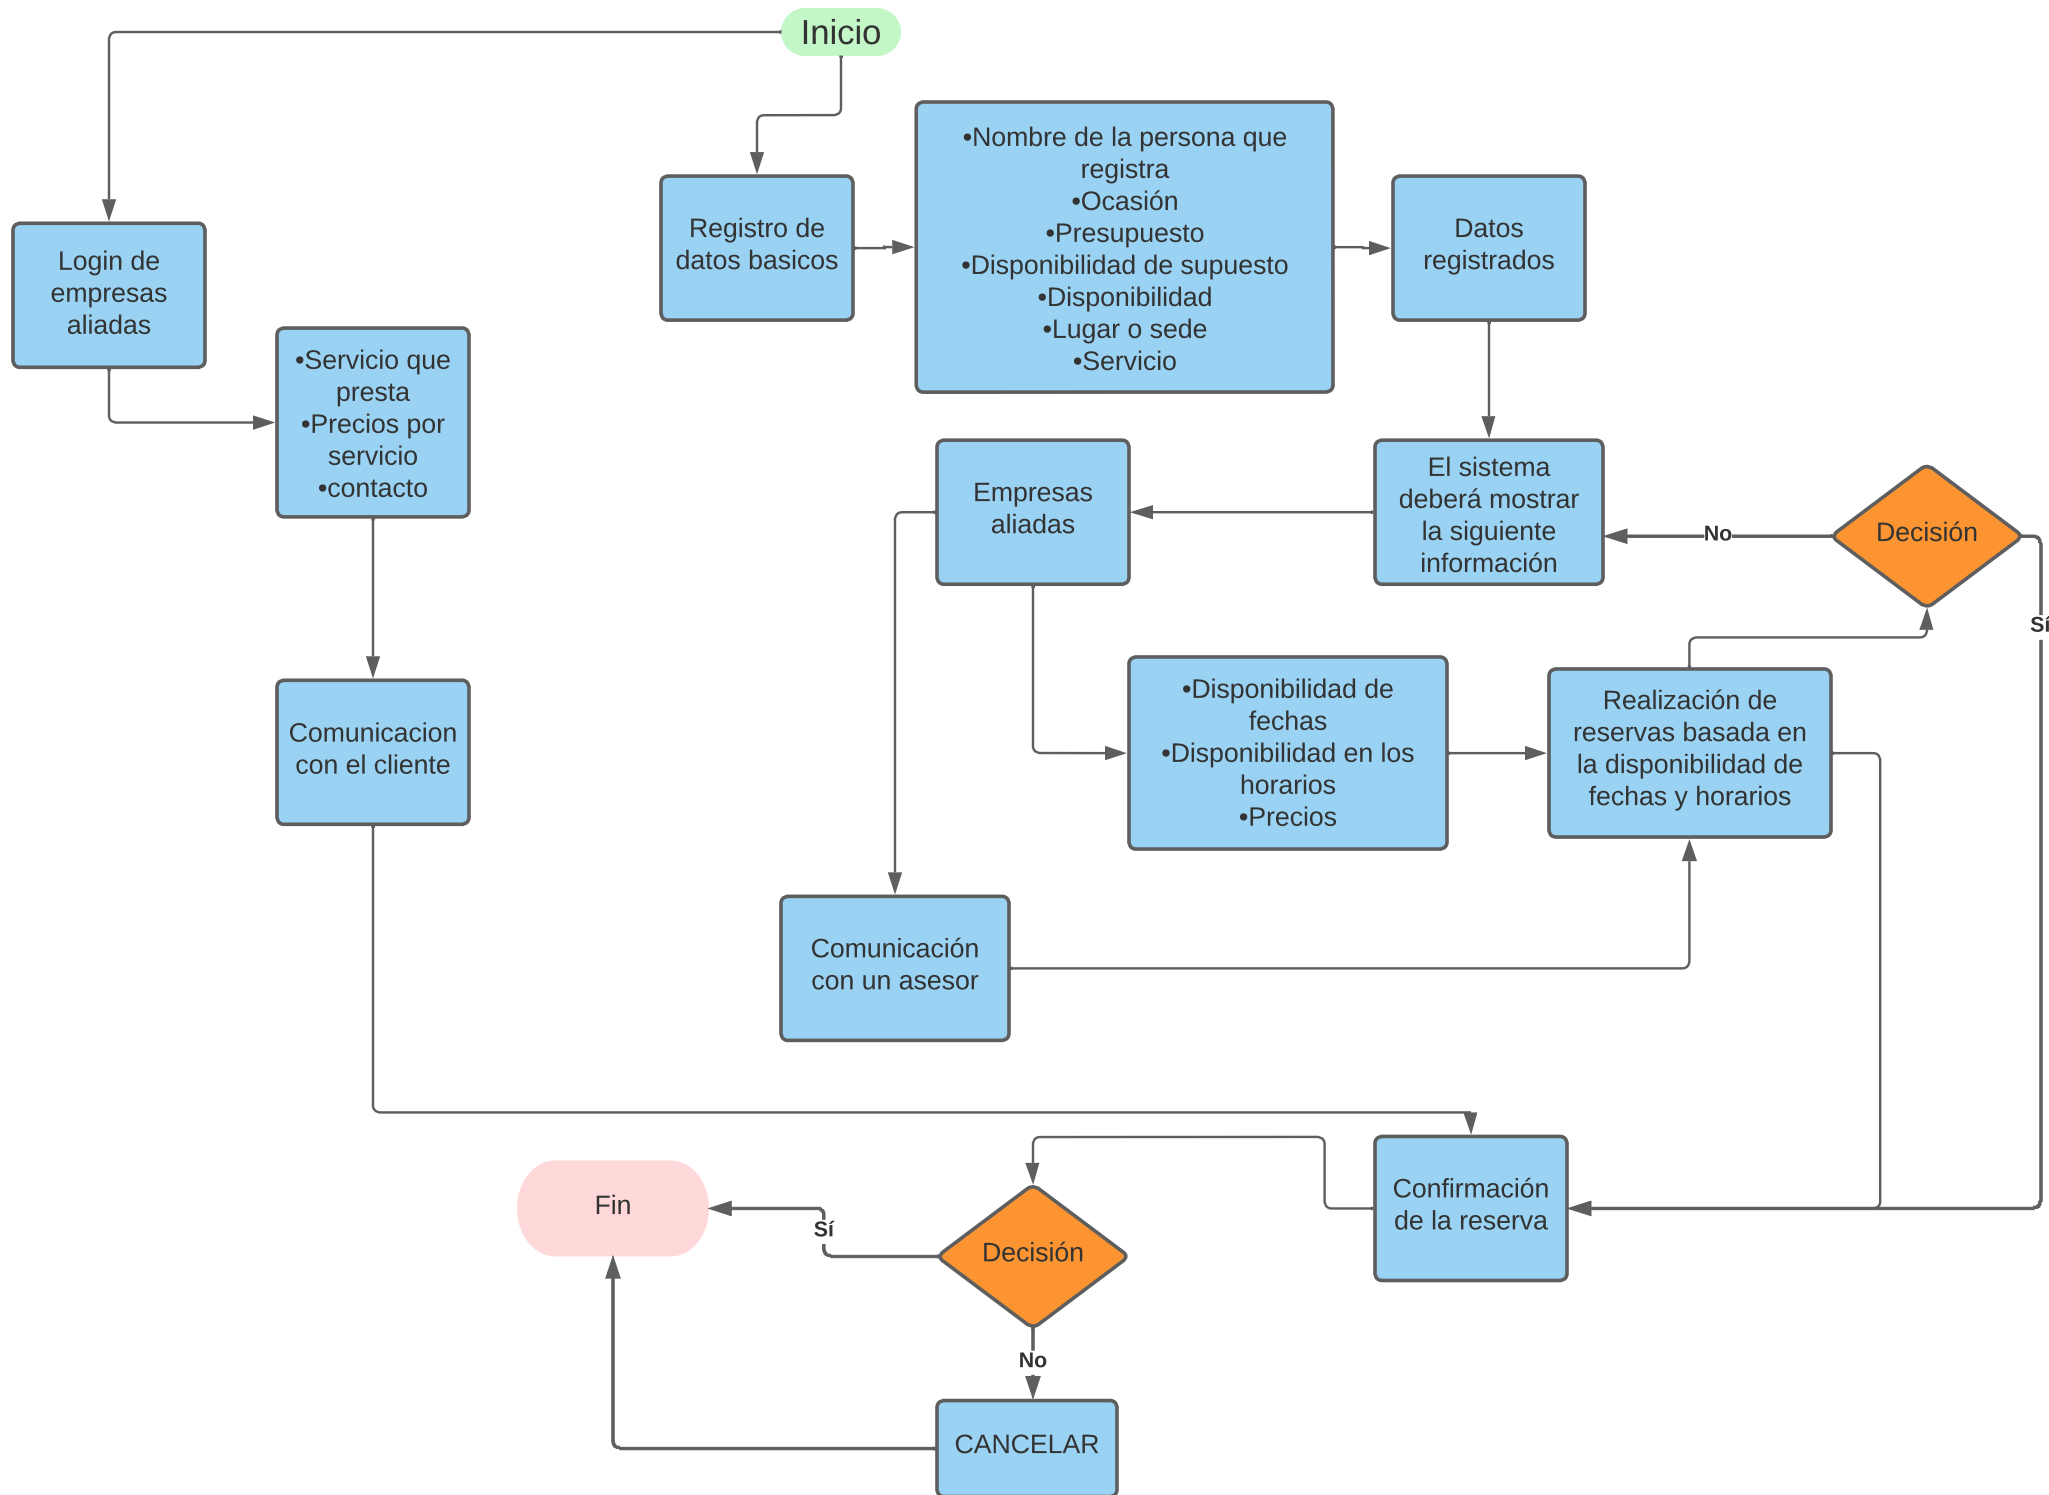 Inicio
Login de
empresas
aliadas
•Servicio que
presta
•Precios por
servicio
•contacto
Comunicacion
con el cliente
Registro de
datos basicos
•Nombre de la persona que
registra
•Ocasión
•Presupuesto
•Disponibilidad de supuesto
•Disponibilidad
•Lugar o sede
•Servicio
Datos
registrados
El sistema
deberá mostrar
la siguiente
información
Empresas
aliadas
No
Decisión
Sí
•Disponibilidad de
fechas
•Disponibilidad en los
horarios
•Precios
Realización de
reservas basada en
la disponibilidad de
fechas y horarios
Comunicación
con un asesor
Confirmación
de la reserva
Decisión
Sí
Fin
No
CANCELAR